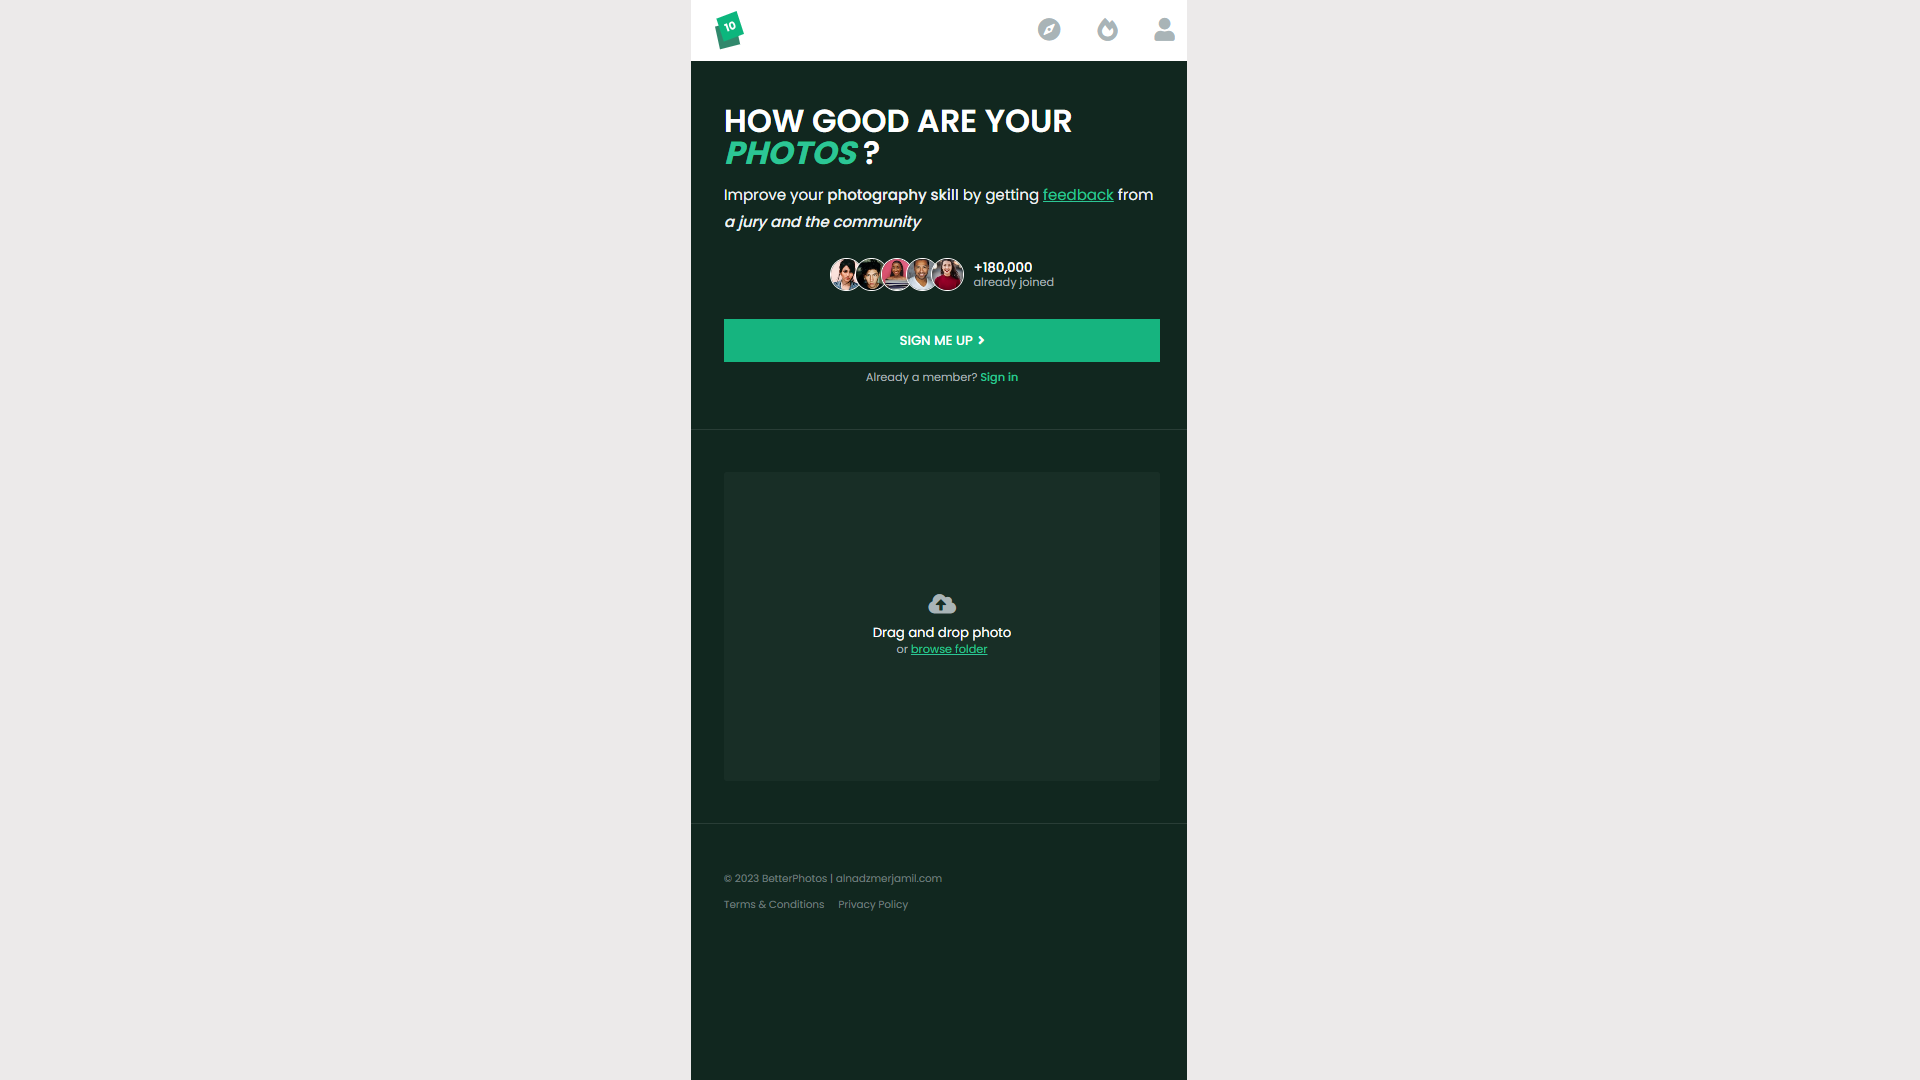 10
HOW GOOD ARE YOUR
PHOTOS ?
Improve your photography skill by getting feedback from
a jury and the community
+180,000
already joined
SIGN ME UP
Already a member? Sign in
Drag and drop photo
or browse folder
© 2023 BetterPhotos | alnadzmerjamil.com
Terms & Conditions Privacy Policy